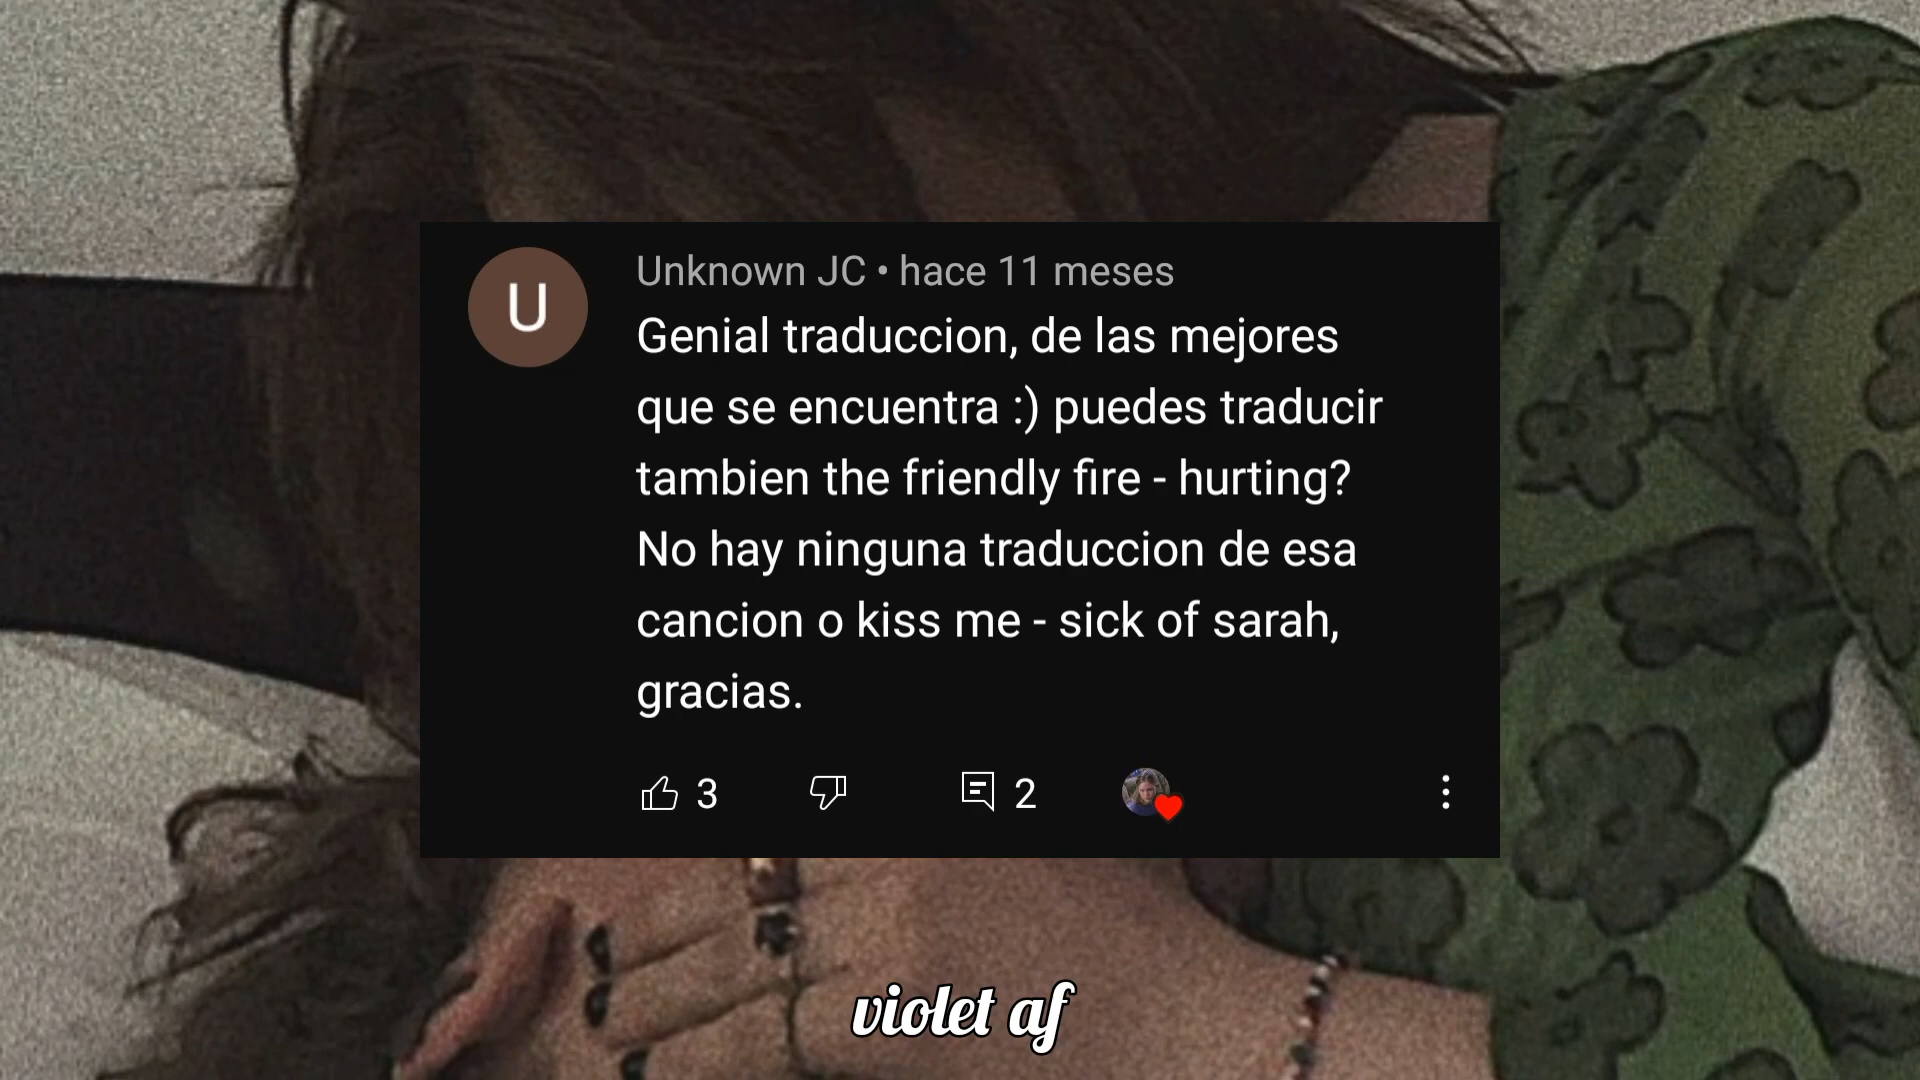 U
Unknown JC • hace 11 meses
Genial traduccion, de las mejores
que se encuentra :) puedes traducir
tambien the friendly fire - hurting?
No hay ninguna traduccion de esa
cancion o kiss me - sick of sarah,
gracias.
3
2
violet af